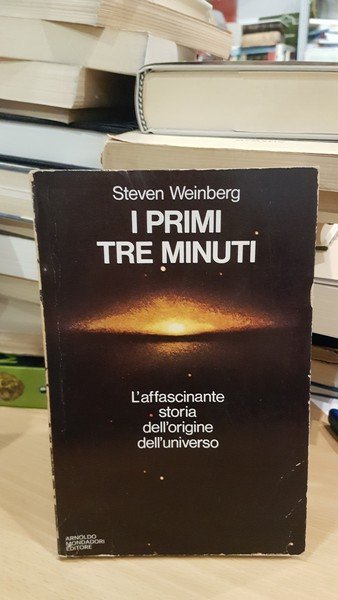 Steven Weinberg
I PRIMI
TRE MINUTI
L'affascinante
storia
dell'origine
dell'universo
ARNOLDO
MONDADORI
EDITORE